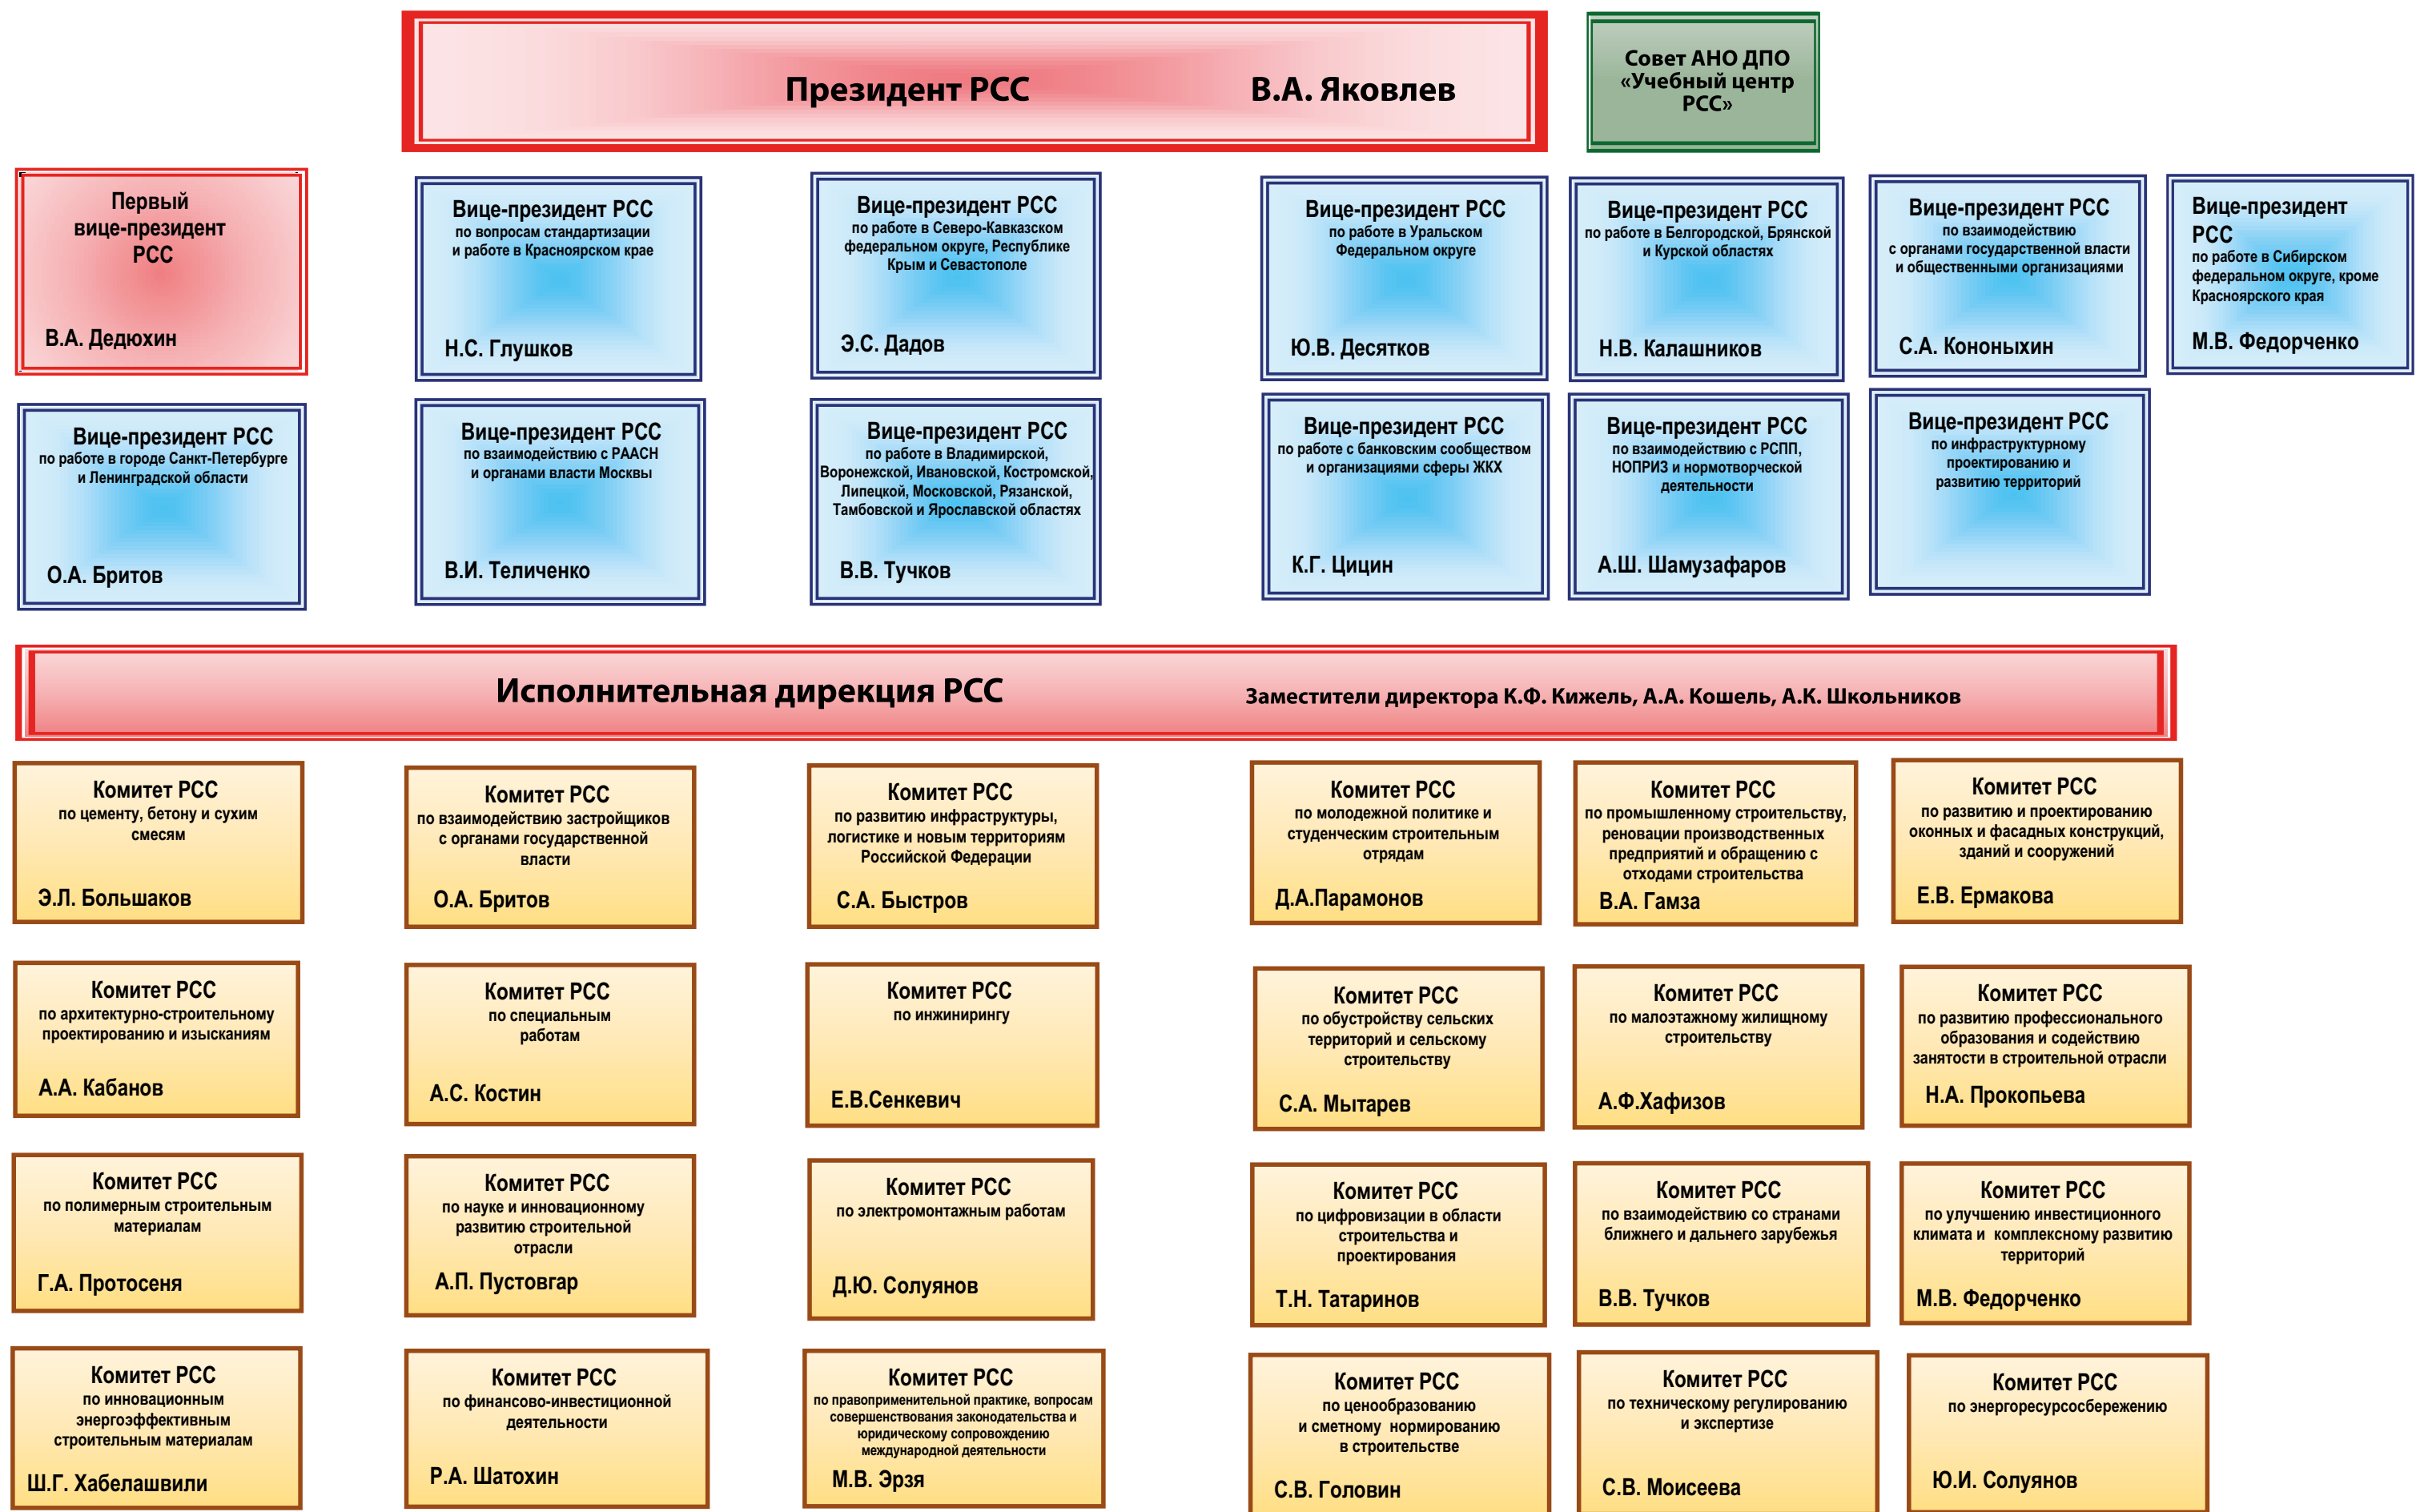 Президент РСС В.А. Яковлев
Совет АНО ДПО
«Учебный центр
РСС»
Первый
вице-президент
РСС
В.А. Дедюхин
Вице-президент РСС
по вопросам стандартизации
и работе в Красноярском крае
Н.С. Глушков
Вице-президент РСС
по работе в Северо-Кавказском
федеральном округе, Республике
Крым и Севастополе
Э.С. Дадов
Вице-президент РСС
по работе в Уральском
Федеральном округе
Ю.В. Десятков
Вице-президент РСС
по работе в Белгородской, Брянской
и Курской областях
Н.В. Калашников
Вице-президент РСС
по взаимодействию
с органами государственной власти
и общественными организациями
С.А. Кононыхин
Вице-президент
РСС
по работе в Сибирском
федеральном округе, кроме
Красноярского края
М.В. Федорченко
Вице-президент РСС
по работе в городе Санкт-Петербурге
и Ленинградской области
О.А. Бритов
Вице-президент РСС
по взаимодействию с РААСН
и органами власти Москвы
В.И. Теличенко
Вице-президент РСС
по работе в Владимирской,
Воронежской, Ивановской, Костромской,
Липецкой, Московской, Рязанской,
Тамбовской и Ярославской областях
В.В. Тучков
Вице-президент РСС
по работе с банковским сообществом
и организациями сферы ЖКХ
К.Г. Цицин
Вице-президент РСС
по взаимодействию с РСПП,
НОПРИЗ и нормотворческой
деятельности
А.Ш. Шамузафаров
Вице-президент РСС
по инфраструктурному
проектированию и
развитию территорий
Исполнительная дирекция РСС Заместители директора К.Ф. Кижель, А.А. Кошель, А.К. Школьников
Комитет РСС
по цементу, бетону и сухим
смесям
Э.Л. Большаков
Комитет РСС
по взаимодействию застройщиков
с органами государственной
власти
О.А. Бритов
Комитет РСС
по развитию инфраструктуры,
логистике и новым территориям
Российской Федерации
С.А. Быстров
Комитет РСС
по молодежной политике и
студенческим строительным
отрядам
Д.А.Парамонов
Комитет РСС
по промышленному строительству,
реновации производственных
предприятий и обращению с
отходами строительства
В.А. Гамза
Комитет РСС
по развитию и проектированию
оконных и фасадных конструкций,
зданий и сооружений
Е.В. Ермакова
Комитет РСС
по архитектурно-строительному
проектированию и изысканиям
А.А. Кабанов
Комитет РСС
по специальным
работам
А.С. Костин
Комитет РСС
по инжинирингу
Е.В.Сенкевич
Комитет РСС
по обустройству сельских
территорий и сельскому
строительству
С.А. Мытарев
Комитет РСС
по малоэтажному жилищному
строительству
А.Ф.Хафизов
Комитет РСС
по развитию профессионального
образования и содействию
занятости в строительной отрасли
Н.А. Прокопьева
Комитет РСС
по полимерным строительным
материалам
Г.А. Протосеня
Комитет РСС
по науке и инновационному
развитию строительной
отрасли
А.П. Пустовгар
Комитет РСС
по электромонтажным работам
Д.Ю. Солуянов
Комитет РСС
по цифровизации в области
строительства и
проектирования
Т.Н. Татаринов
Комитет РСС
по взаимодействию со странами
ближнего и дальнего зарубежья
В.В. Тучков
Комитет РСС
по улучшению инвестиционного
климата и комплексному развитию
территорий
М.В. Федорченко
Комитет РСС
по инновационным
энергоэффективным
строительным материалам
Ш.Г. Хабелашвили
Комитет РСС
по финансово-инвестиционной
деятельности
Р.А. Шатохин
Комитет РСС
по правоприменительной практике, вопросам
совершенствования законодательства и
юридическому сопровождению
международной деятельности
М.В. Эрзя
Комитет РСС
по ценообразованию
и сметному нормированию
в строительстве
С.В. Головин
Комитет РСС
по техническому регулированию
и экспертизе
С.В. Моисеева
Комитет РСС
по энергоресурсосбережению
Ю.И. Солуянов